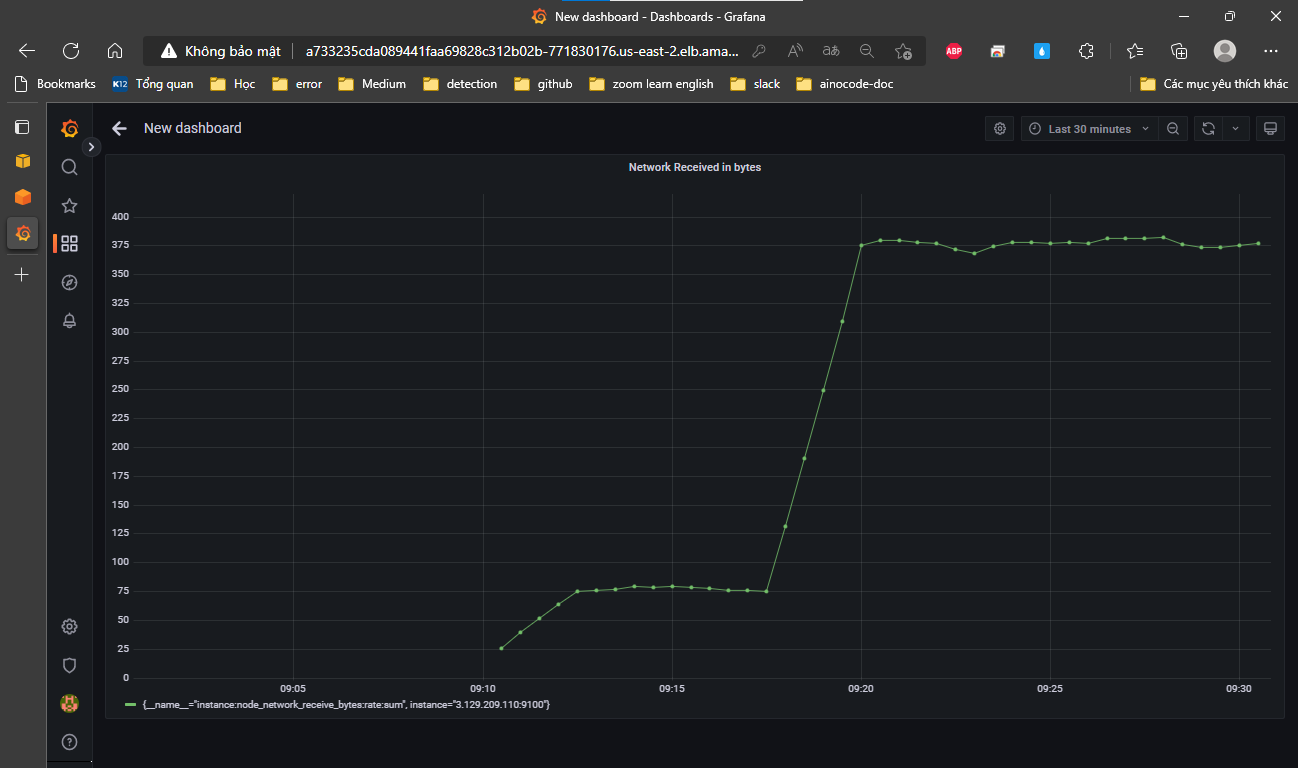 New dashboard - Dashboards - Grafana
Không bảo mật a733235cda089441faa69828c312b02b-771830176.us-east-2.elb.ama... A aあ ABP
Bookmarks K12 Tổng quan Học error Medium detection github zoom learn english slack ainocode-doc Các mục yêu thích khác
New dashboard Last 30 minutes
Network Received in bytes
400
375
350
325
300
275
250
225
200
175
150
125
100
75
50
25
0
09:05 09:10 09:15 09:20 09:25 09:30
{__name__="instance:node_network_receive_bytes:rate:sum", instance="3.129.209.110:9100"}